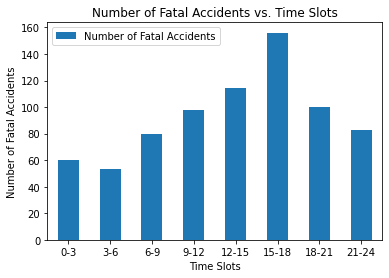 Number of Fatal Accidents vs. Time Slots
Number of Fatal Accidents
160
140
120
100
80
60
40
20
0
Number of Fatal Accidents
0-3 3-6 6-9 9-12 12-15 15-18 18-21 21-24
Time Slots